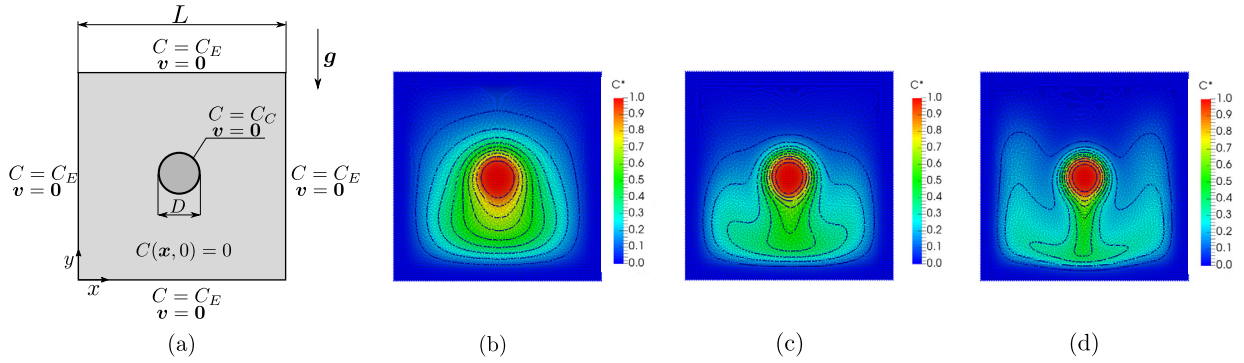 L
C = C_E
v = 0
g
C = C_C
v = 0
C = C_E
v = 0
C = C_E
v = 0
D
C(x, 0) = 0
y
x
C = C_E
v = 0
(a)
C*
1.0
0.9
0.8
0.7
0.6
0.5
0.4
0.3
0.2
0.1
0.0
(b)
C*
1.0
0.9
0.8
0.7
0.6
0.5
0.4
0.3
0.2
0.1
0.0
(c)
C*
1.0
0.9
0.8
0.7
0.6
0.5
0.4
0.3
0.2
0.1
0.0
(d)